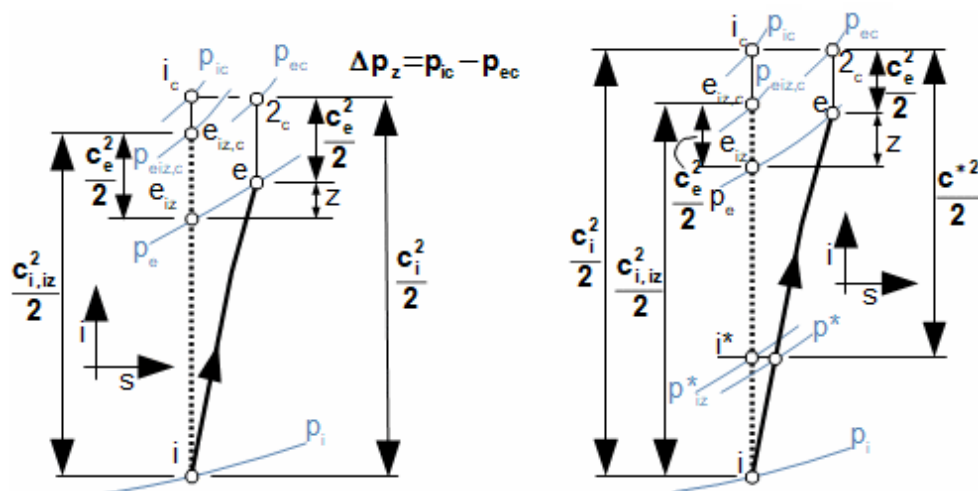 i_c
p_ic
p_ec
Δp_z=p_ic−p_ec
2_c
e_iz,c
p_eiz,c
c_e^2/2
c_e^2/2
e_iz
e
z
p_e
c_i,iz^2/2
c_i^2/2
i
s
i
p_i
i_c
p_ic
p_ec
p_eiz,c
2_c
c_e^2/2
e_iz,c
e
e_iz
z
c_e^2/2
p_e
c*^2/2
c_i^2/2
c_i,iz^2/2
i
s
i*
p*
p*_iz
p_i
i